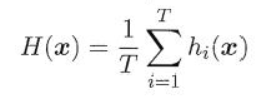 H(x) = \frac{1}{T} \sum_{i=1}^{T} h_i(x)